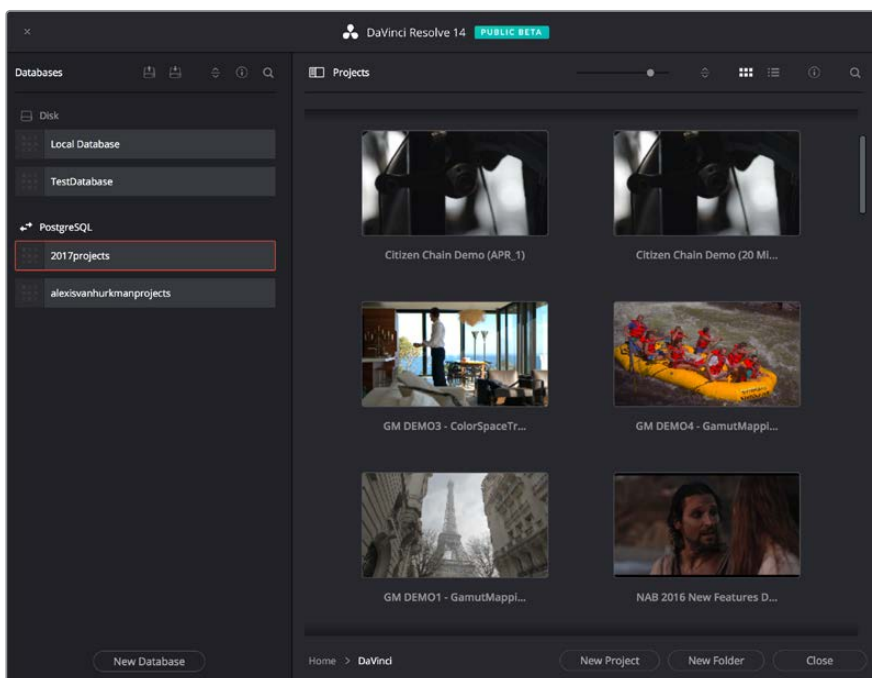 DaVinci Resolve 14 PUBLIC BETA
Databases
Projects
Disk
Local Database
TestDatabase
PostgreSQL
2017projects
alexisvanhurkmanprojects
Citizen Chain Demo (APR_1)
Citizen Chain Demo (20 Mi...
GM DEMO3 - ColorSpaceTr...
GM DEMO4 - GamutMappi...
GM DEMO1 - GamutMappi...
NAB 2016 New Features D...
New Database
Home > DaVinci
New Project
New Folder
Close